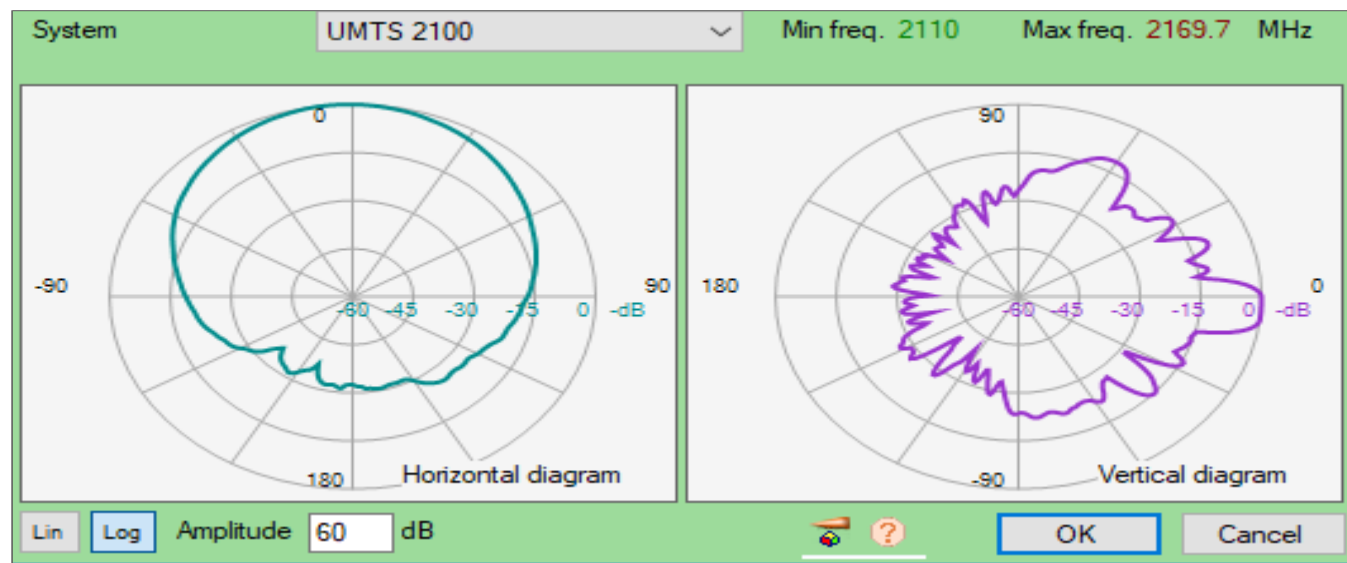 System UMTS 2100 Min freq. 2110 Max freq. 2169.7 MHz
0
-90 90
-60 -45 -30 -15 0 -dB
180 Horizontal diagram
90
180 0
-60 -45 -30 -15 0 -dB
-90 Vertical diagram
Lin Log Amplitude 60 dB ? OK Cancel